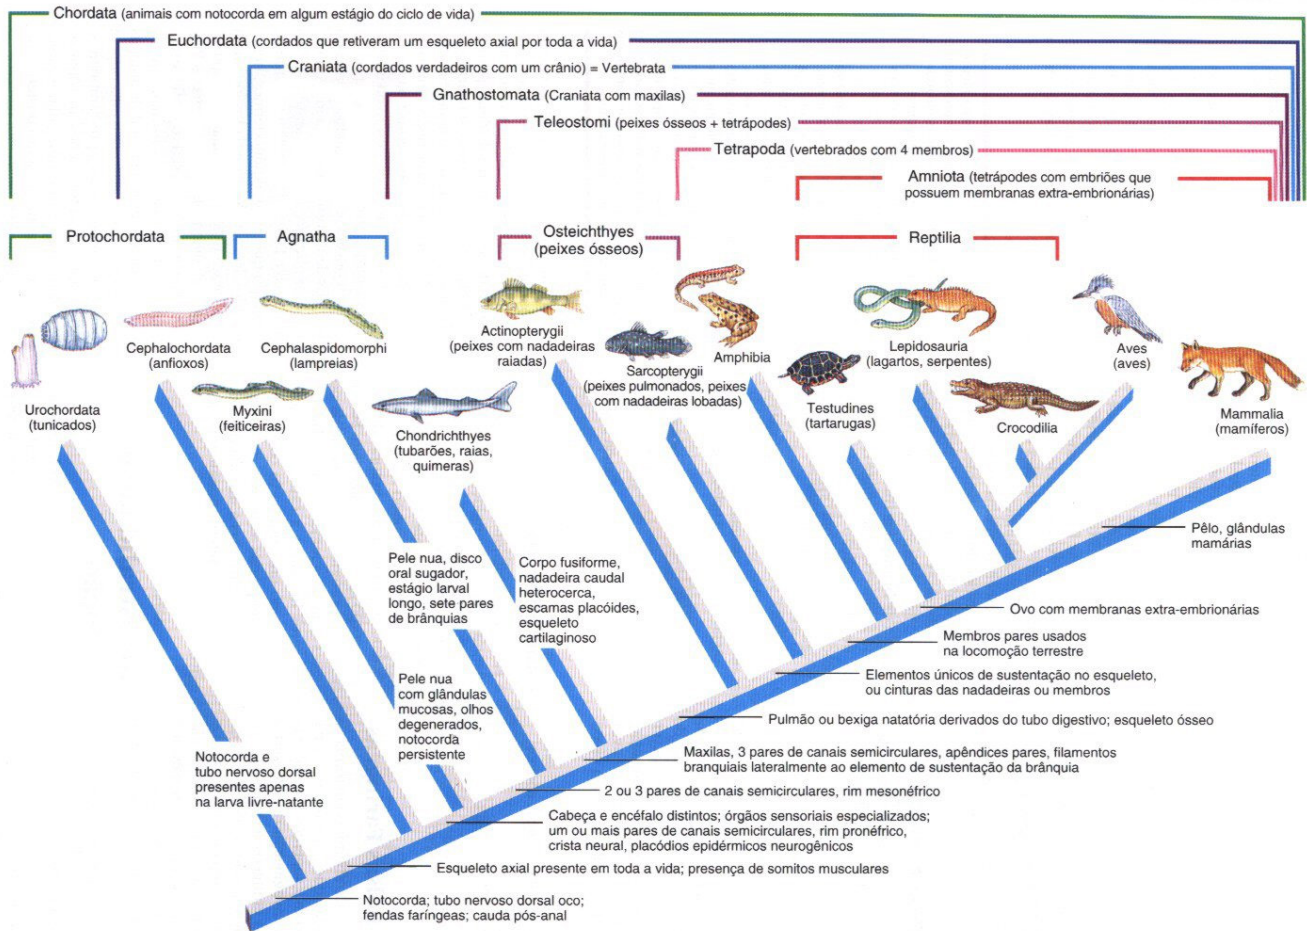 Chordata (animais com notocorda em algum estágio do ciclo de vida)
Euchordata (cordados que retiveram um esqueleto axial por toda a vida)
Craniata (cordados verdadeiros com um crânio) = Vertebrata
Gnathostomata (Craniata com maxilas)
Teleostomi (peixes ósseos + tetrápodes)
Tetrapoda (vertebrados com 4 membros)
Amniota (tetrápodes com embriões que
possuem membranas extra-embrionárias)
Protochordata
Agnatha
Osteichthyes
(peixes ósseos)
Reptilia
Urochordata
(tunicados)
Cephalochordata
(anfioxos)
Myxini
(feiticeiras)
Cephalaspidomorphi
(lampreias)
Chondrichthyes
(tubarões, raias,
quimeras)
Actinopterygii
(peixes com nadadeiras
raiadas)
Sarcopterygii
(peixes pulmonados, peixes
com nadadeiras lobadas)
Amphibia
Testudines
(tartarugas)
Lepidosauria
(lagartos, serpentes)
Crocodilia
Aves
(aves)
Mammalia
(mamíferos)
Pêlo, glândulas
mamárias
Pele nua, disco
oral sugador,
estágio larval
longo, sete pares
de brânquias
Corpo fusiforme,
nadadeira caudal
heterocerca,
escamas placóides,
esqueleto
cartilaginoso
Ovo com membranas extra-embrionárias
Membros pares usados
na locomoção terrestre
Elementos únicos de sustentação no esqueleto,
ou cinturas das nadadeiras ou membros
Pele nua
com glândulas
mucosas, olhos
degenerados,
notocorda
persistente
Pulmão ou bexiga natatória derivados do tubo digestivo; esqueleto ósseo
Notocorda e
tubo nervoso dorsal
presentes apenas
na larva livre-natante
Maxilas, 3 pares de canais semicirculares, apêndices pares, filamentos
branquiais lateralmente ao elemento de sustentação da brânquia
2 ou 3 pares de canais semicirculares, rim mesonéfrico
Cabeça e encéfalo distintos; órgãos sensoriais especializados;
um ou mais pares de canais semicirculares, rim pronéfrico,
crista neural, placódios epidérmicos neurogênicos
Esqueleto axial presente em toda a vida; presença de somitos musculares
Notocorda; tubo nervoso dorsal oco;
fendas faríngeas; cauda pós-anal